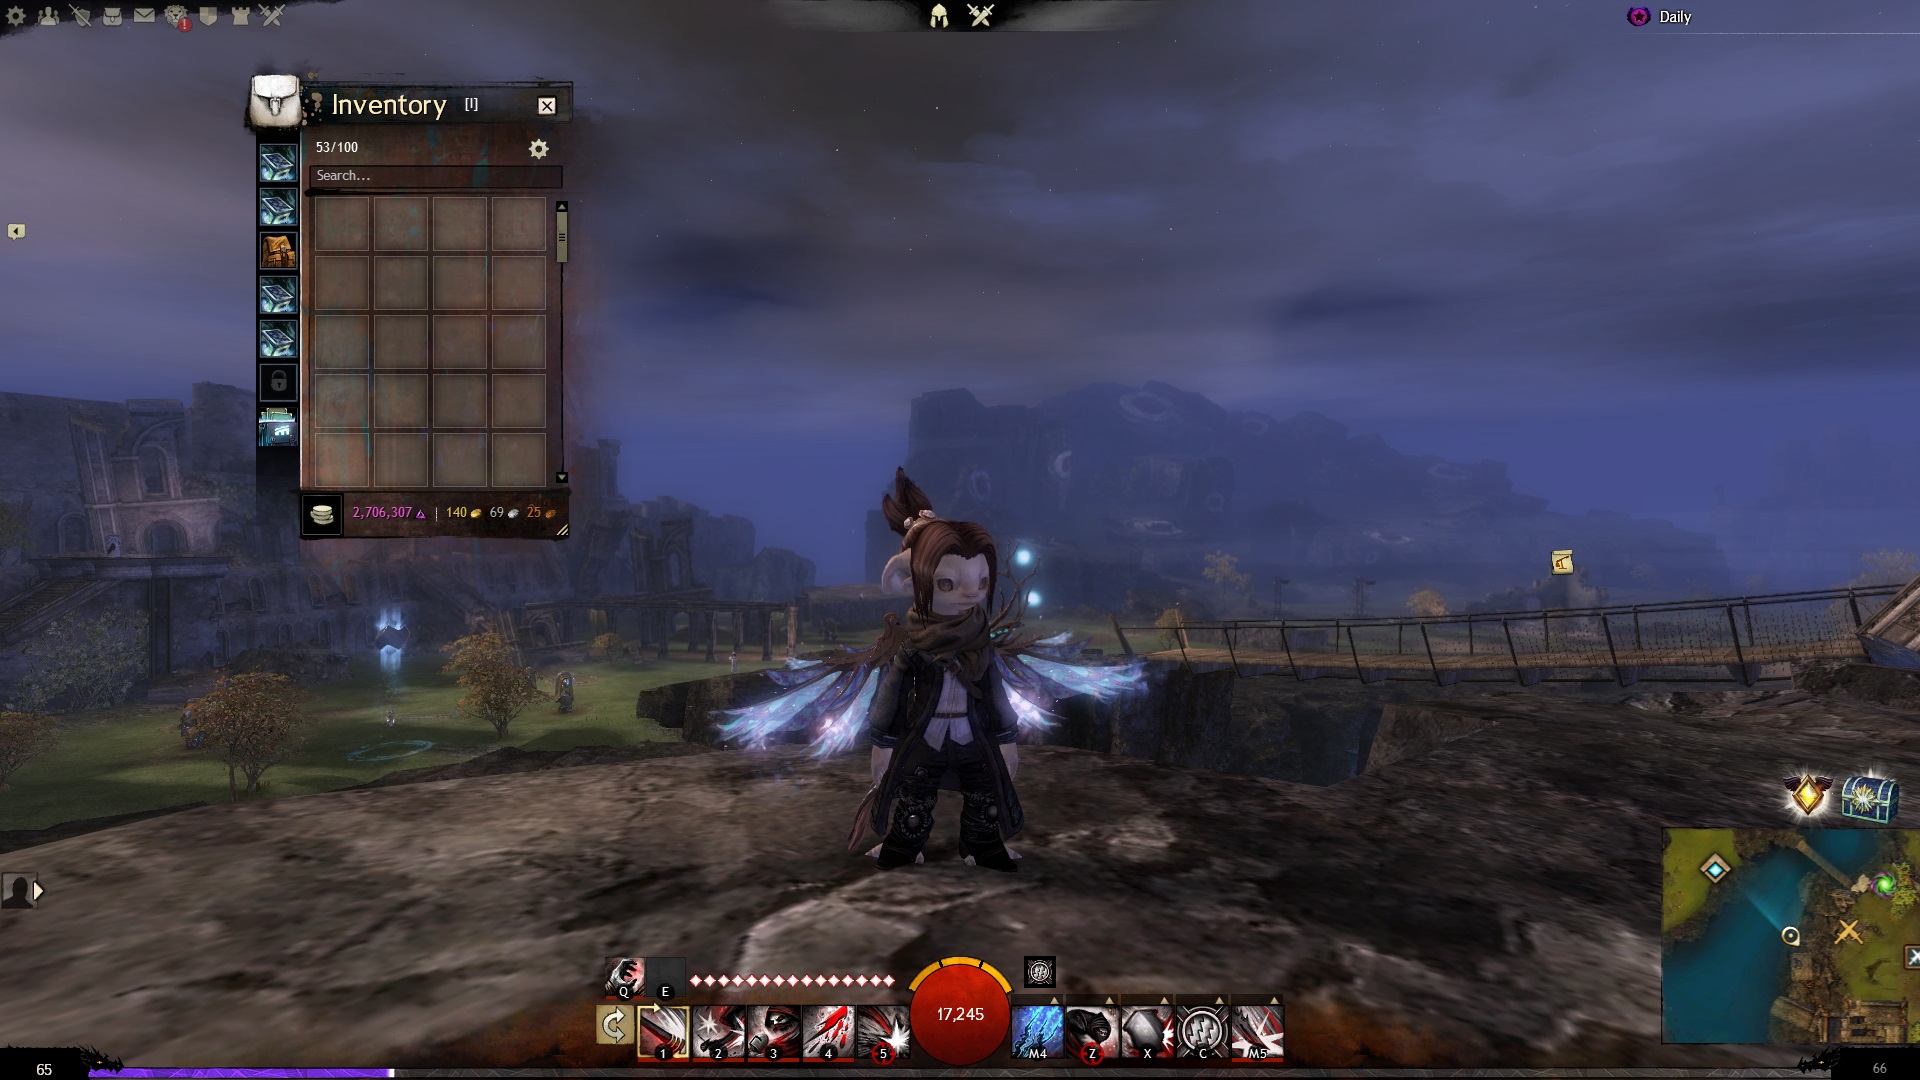 Daily
Inventory [I]
53/100
Search...
2,706,307 140 69 25
Q E
17,245
1 2 3 4 5 M4 Z X C M5
65 66